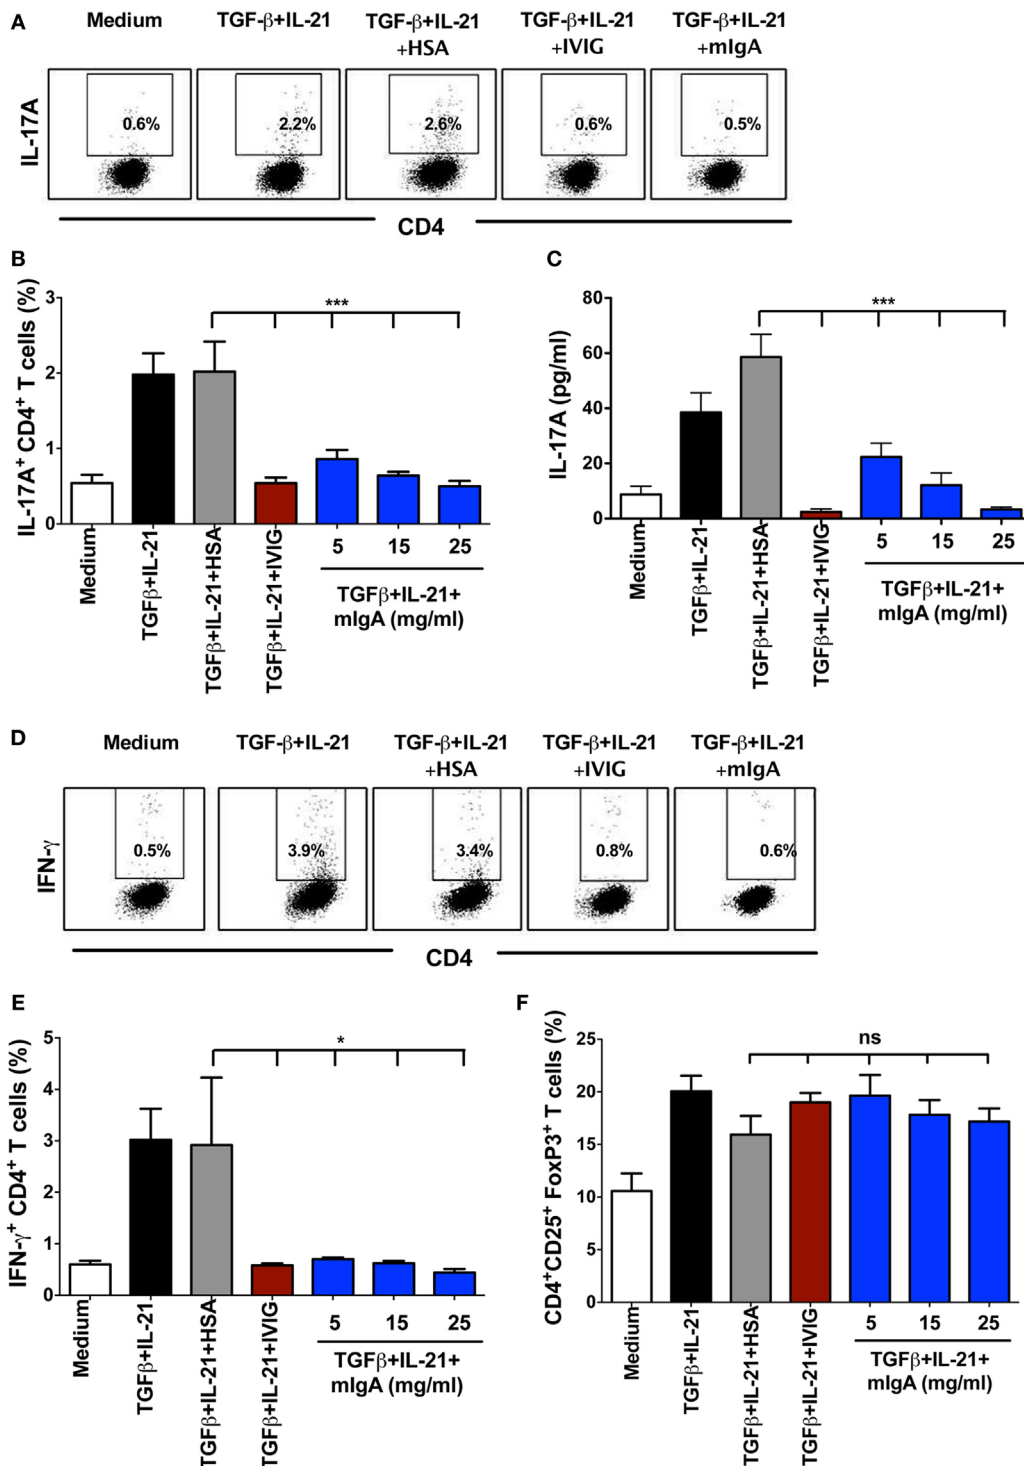 A
Medium
TGF-β+IL-21
TGF-β+IL-21
+HSA
TGF-β+IL-21
+IVIG
TGF-β+IL-21
+mIgA
IL-17A
0.6%
2.2%
2.6%
0.6%
0.5%
CD4
B
IL-17A+ CD4+ T cells (%)
3
2
1
0
***
Medium
TGFβ+IL-21
TGFβ+IL-21+HSA
TGFβ+IL-21+IVIG
5
15
25
TGFβ+IL-21+
mIgA (mg/ml)
C
IL-17A (pg/ml)
80
60
40
20
0
***
Medium
TGFβ+IL-21
TGFβ+IL-21+HSA
TGFβ+IL-21+IVIG
5
15
25
TGFβ+IL-21+
mIgA (mg/ml)
D
Medium
TGF-β+IL-21
TGF-β+IL-21
+HSA
TGF-β+IL-21
+IVIG
TGF-β+IL-21
+mIgA
IFN-γ
0.5%
3.9%
3.4%
0.8%
0.6%
CD4
E
IFN-γ+ CD4+ T cells (%)
5
4
3
2
1
0
*
Medium
TGFβ+IL-21
TGFβ+IL-21+HSA
TGFβ+IL-21+IVIG
5
15
25
TGFβ+IL-21+
mIgA (mg/ml)
F
CD4+CD25+ FoxP3+ T cells (%)
25
20
15
10
5
0
ns
Medium
TGFβ+IL-21
TGFβ+IL-21+HSA
TGFβ+IL-21+IVIG
5
15
25
TGFβ+IL-21+
mIgA (mg/ml)